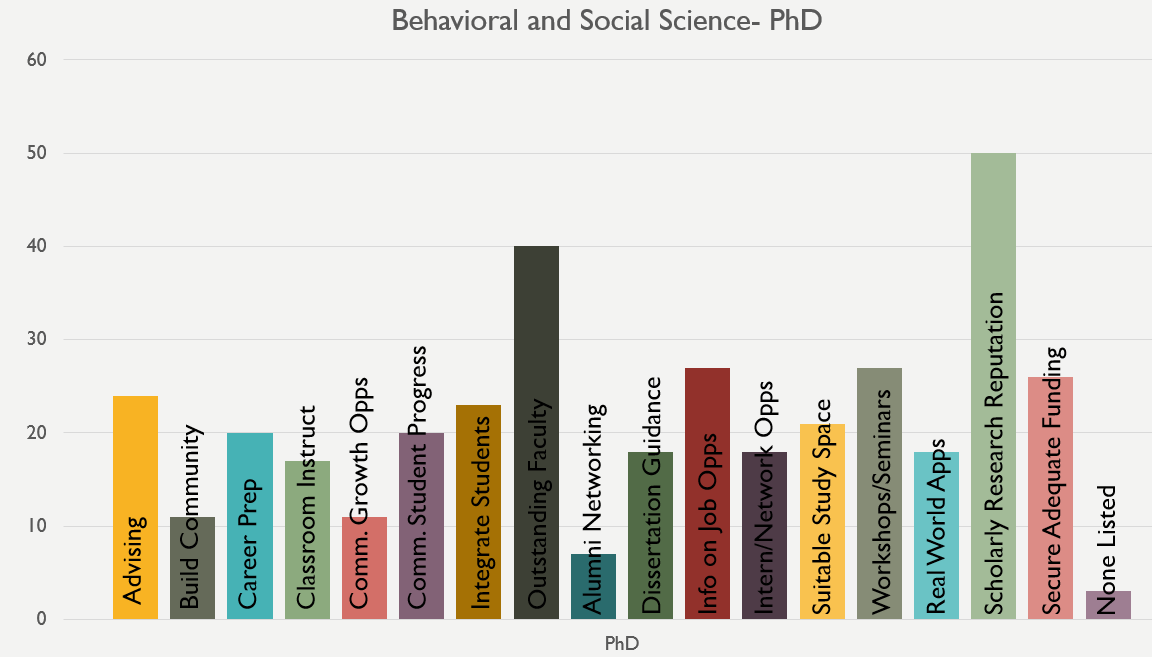 Behavioral and Social Science- PhD
60
50
40
30
20
10
0
Advising
Build Community
Career Prep
Classroom Instruct
Comm. Growth Opps
Comm. Student Progress
Integrate Students
Outstanding Faculty
Alumni Networking
Dissertation Guidance
Info on Job Opps
Intern/Network Opps
Suitable Study Space
Workshops/Seminars
Real World Apps
Scholarly Research Reputation
Secure Adequate Funding
None Listed
PhD